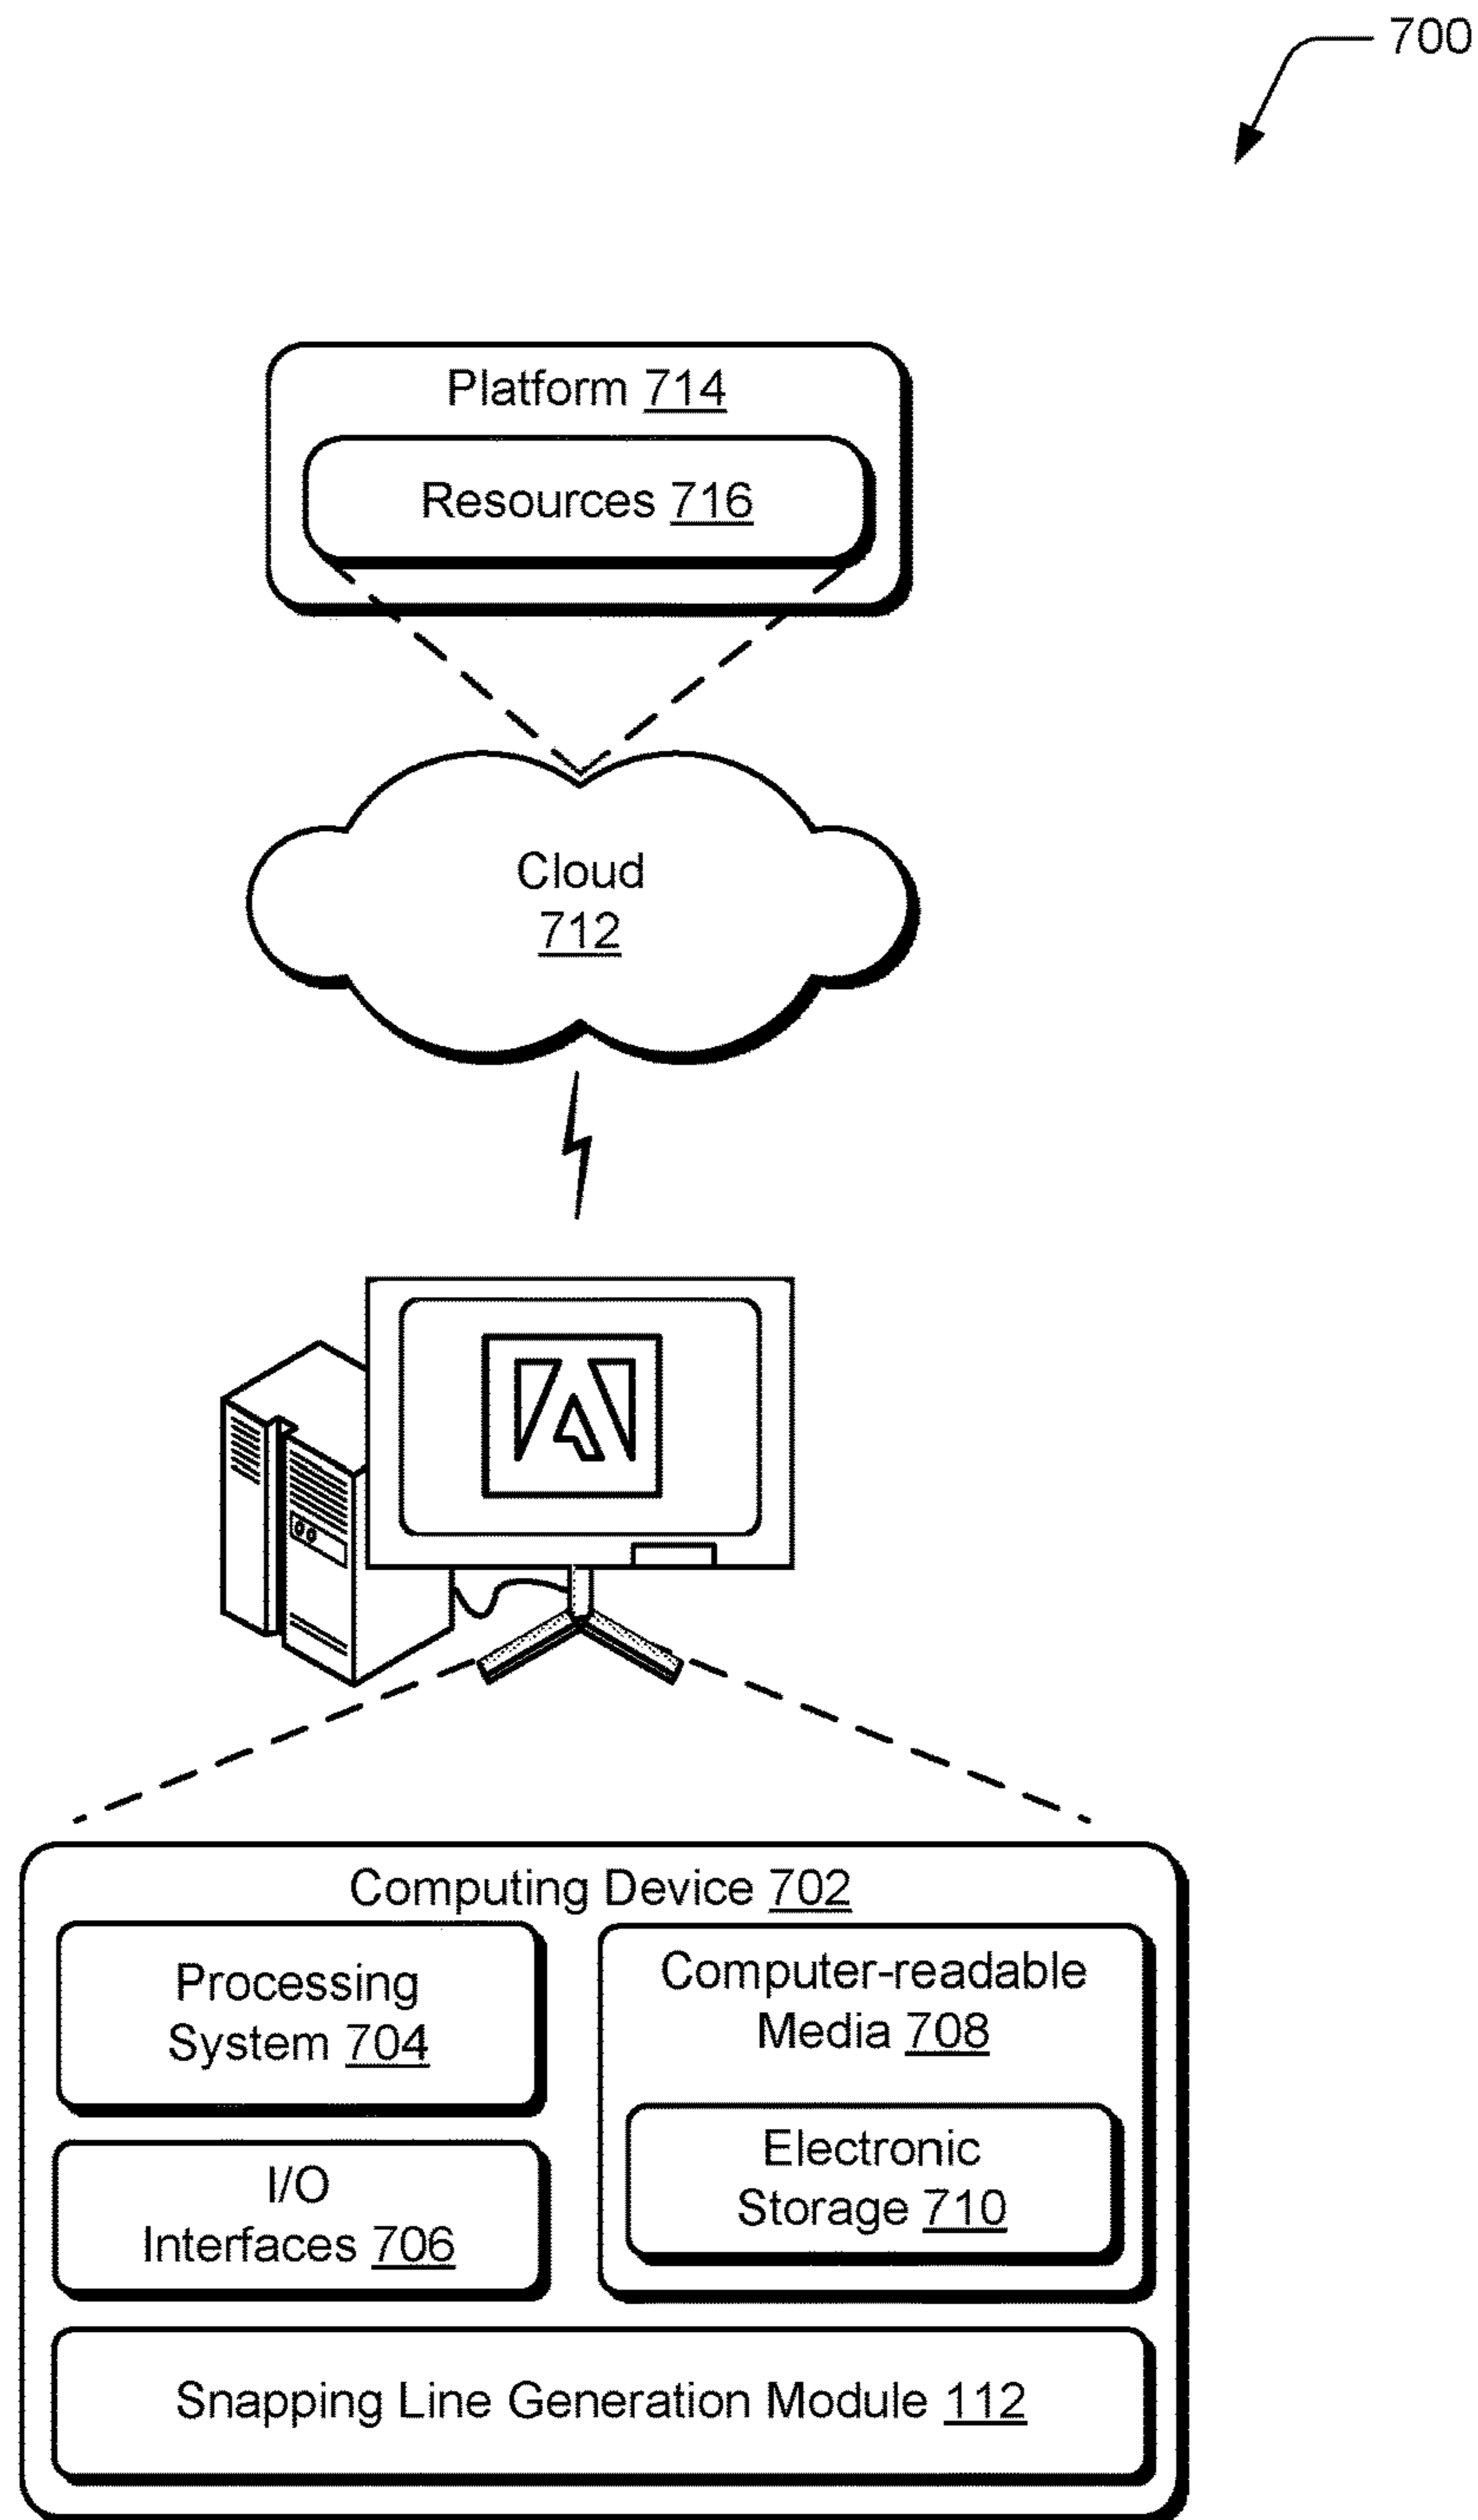 700
Platform 714
Resources 716
Cloud
712
Computing Device 702
Processing
System 704
I/O
Interfaces 706
Computer-readable
Media 708
Electronic
Storage 710
Snapping Line Generation Module 112